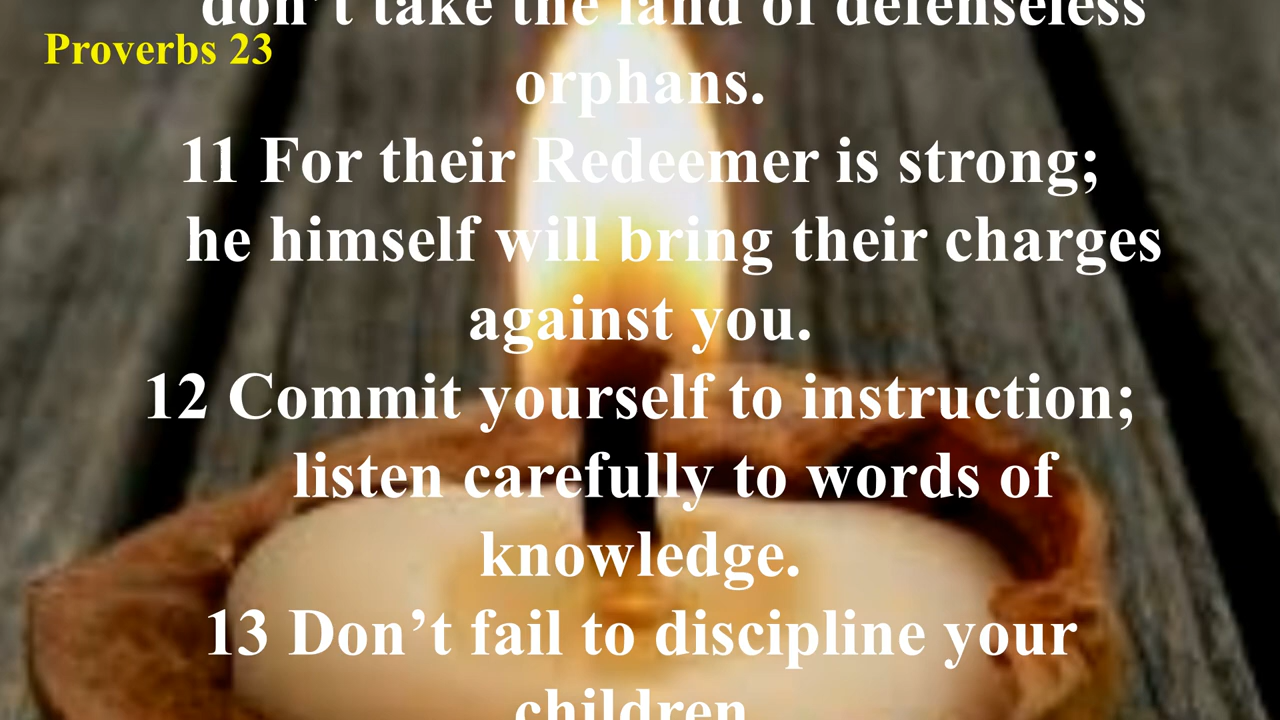 don’t take the land of defenseless
Proverbs 23
orphans.
11 For their Redeemer is strong;
he himself will bring their charges
against you.
12 Commit yourself to instruction;
listen carefully to words of
knowledge.
13 Don’t fail to discipline your
children